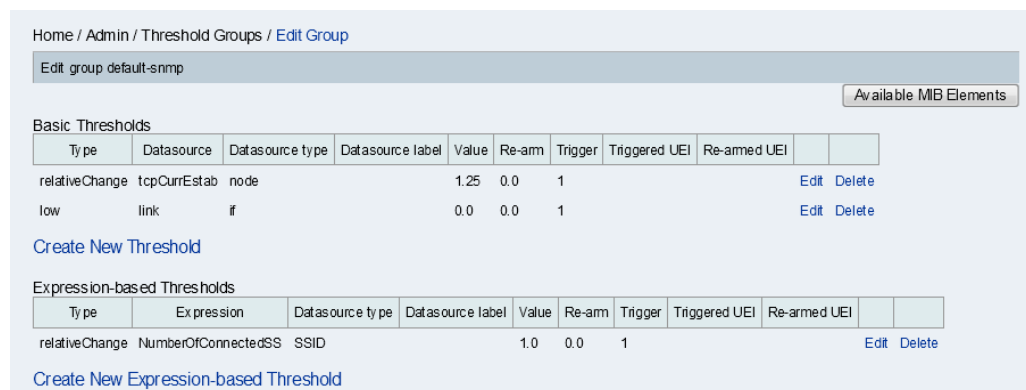 Home / Admin / Threshold Groups / Edit Group
Edit group default-snmp
Available MIB Elements
Basic Thresholds
Type Datasource Datasource type Datasource label Value Re-arm Trigger Triggered UEI Re-armed UEI
relativeChange tcpCurrEstab node 1.25 0.0 1 Edit Delete
low link if 0.0 0.0 1 Edit Delete
Create New Threshold
Expression-based Thresholds
Type Expression Datasource type Datasource label Value Re-arm Trigger Triggered UEI Re-armed UEI
relativeChange NumberOfConnectedSS SSID 1.0 0.0 1 Edit Delete
Create New Expression-based Threshold